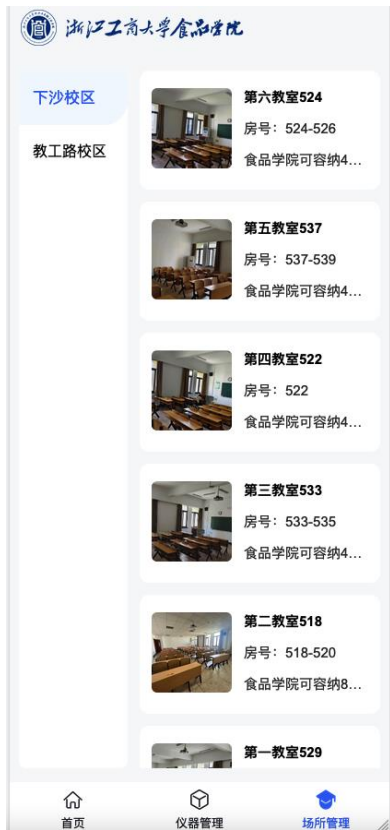 浙江工商大学食品学院
下沙校区
教工路校区
第六教室524
房号：524-526
食品学院可容纳4...
第五教室537
房号：537-539
食品学院可容纳4...
第四教室522
房号：522
食品学院可容纳4...
第三教室533
房号：533-535
食品学院可容纳4...
第二教室518
房号：518-520
食品学院可容纳8...
第一教室529
首页
仪器管理
场所管理